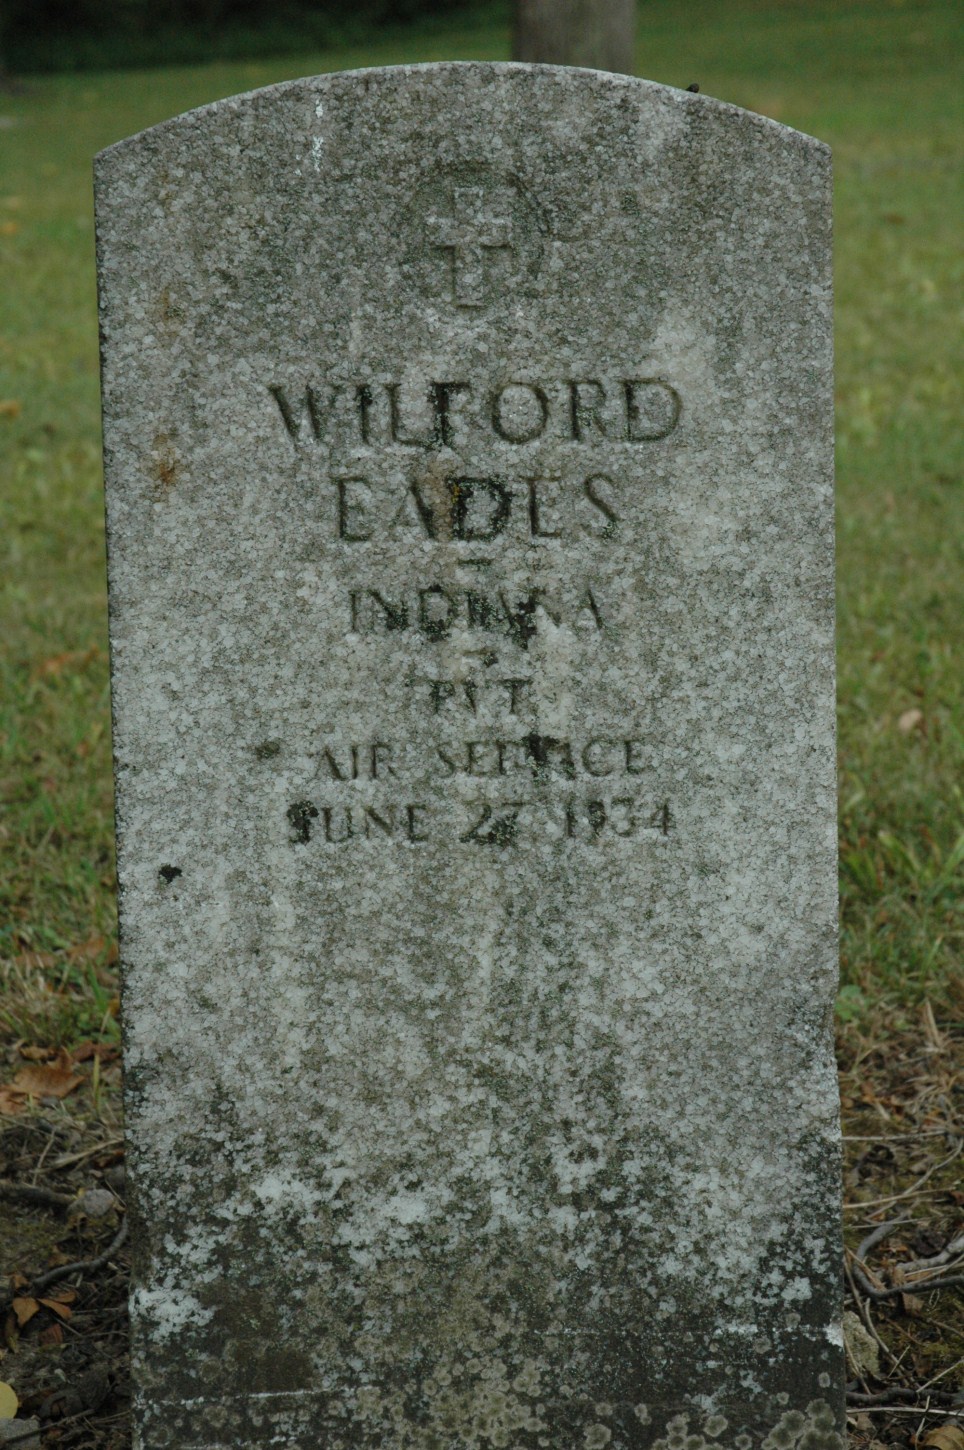 WILFORD
EADES
INDIANA
PVT
AIR SERVICE
JUNE 27 1934